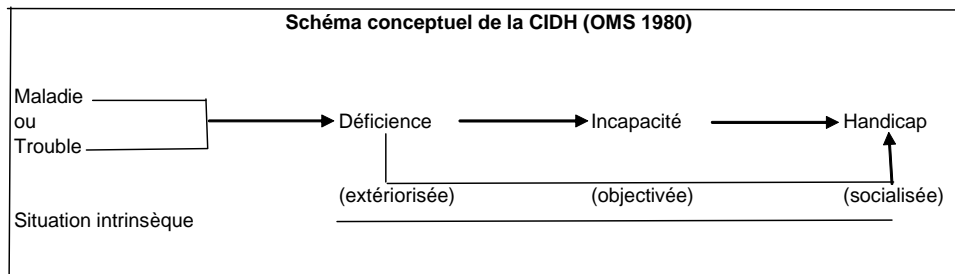 Schéma conceptuel de la CIDH (OMS 1980)
Maladie
ou
Trouble
Déficience
Incapacité
Handicap
(extériorisée)
(objectivée)
(socialisée)
Situation intrinsèque